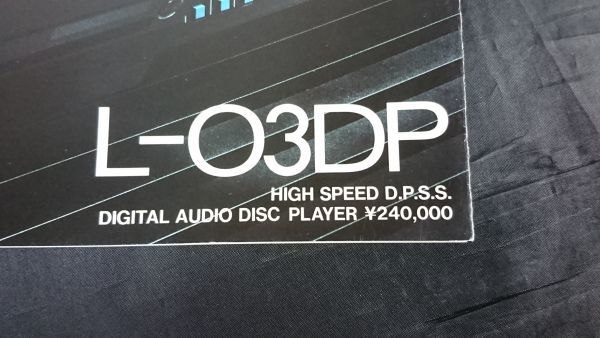 L-03DP
HIGH SPEED D.P.S.S.
DIGITAL AUDIO DISC PLAYER ¥240,000